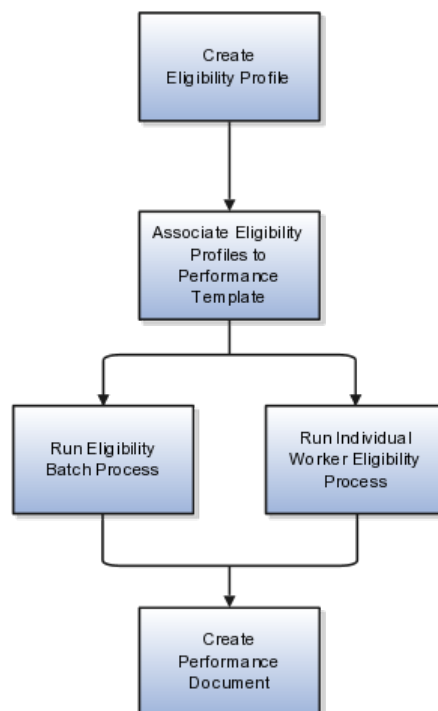 Create
Eligibility Profile
Associate Eligibility
Profiles to
Performance
Template
Run Eligibility
Batch Process
Run Individual
Worker Eligibility
Process
Create
Performance
Document